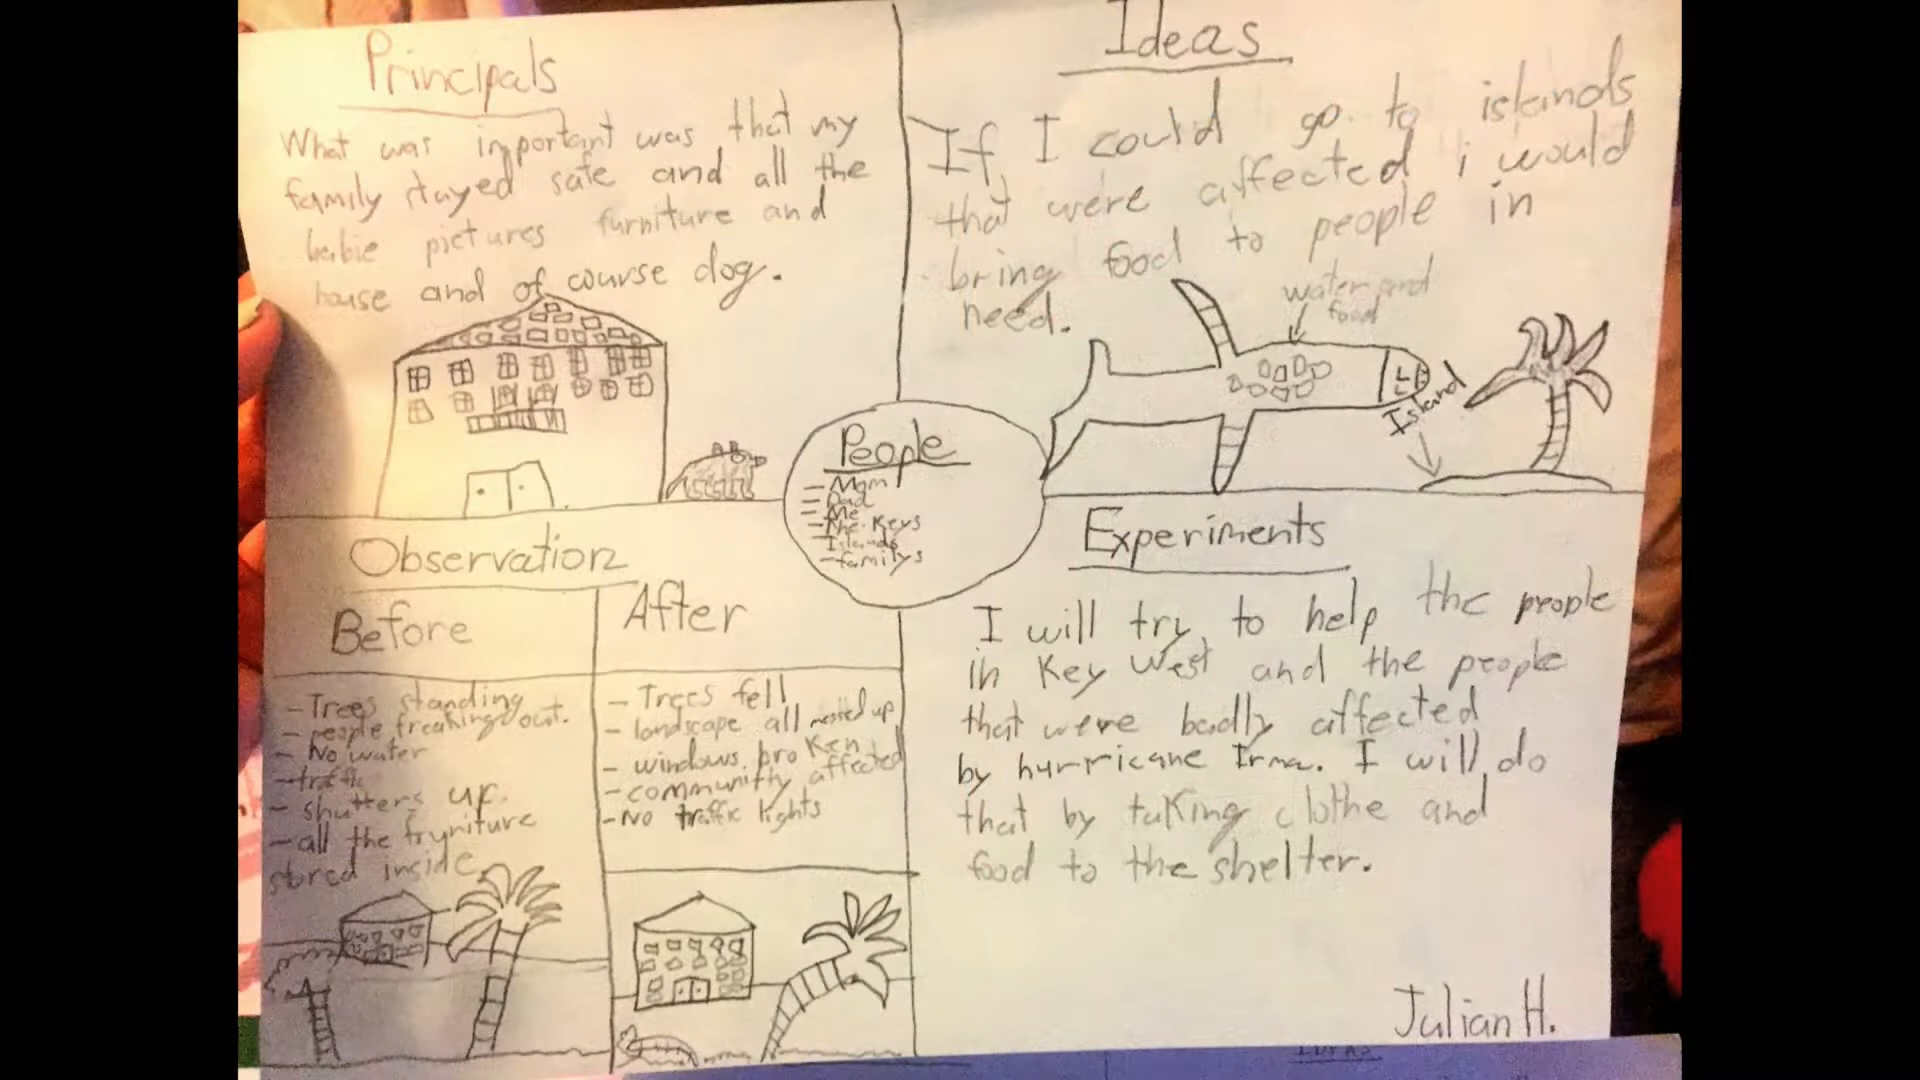 Principals
What was important was that my
family stayed safe and all the
barbie pictures furniture and
house and of course dog.
Ideas
If I could go to islands
that were affected i would
bring food to people in
need.
water and
food
Island
People
- Mom
- Dad
- Me
- The Keys
Islands
- familys
Observation
Before
- Trees standing
- people freaking out.
- No water
- traffic
- shutters up.
- all the fryniture
stored inside
After
- Trees fell
- landscape all messed up
- windows broken
- community affected
- No traffic lights
Experiments
I will try to help the people
in Key West and the people
that were badly affected
by hurricane Irma. I will do
that by taking clothe and
food to the shelter.
Julian H.